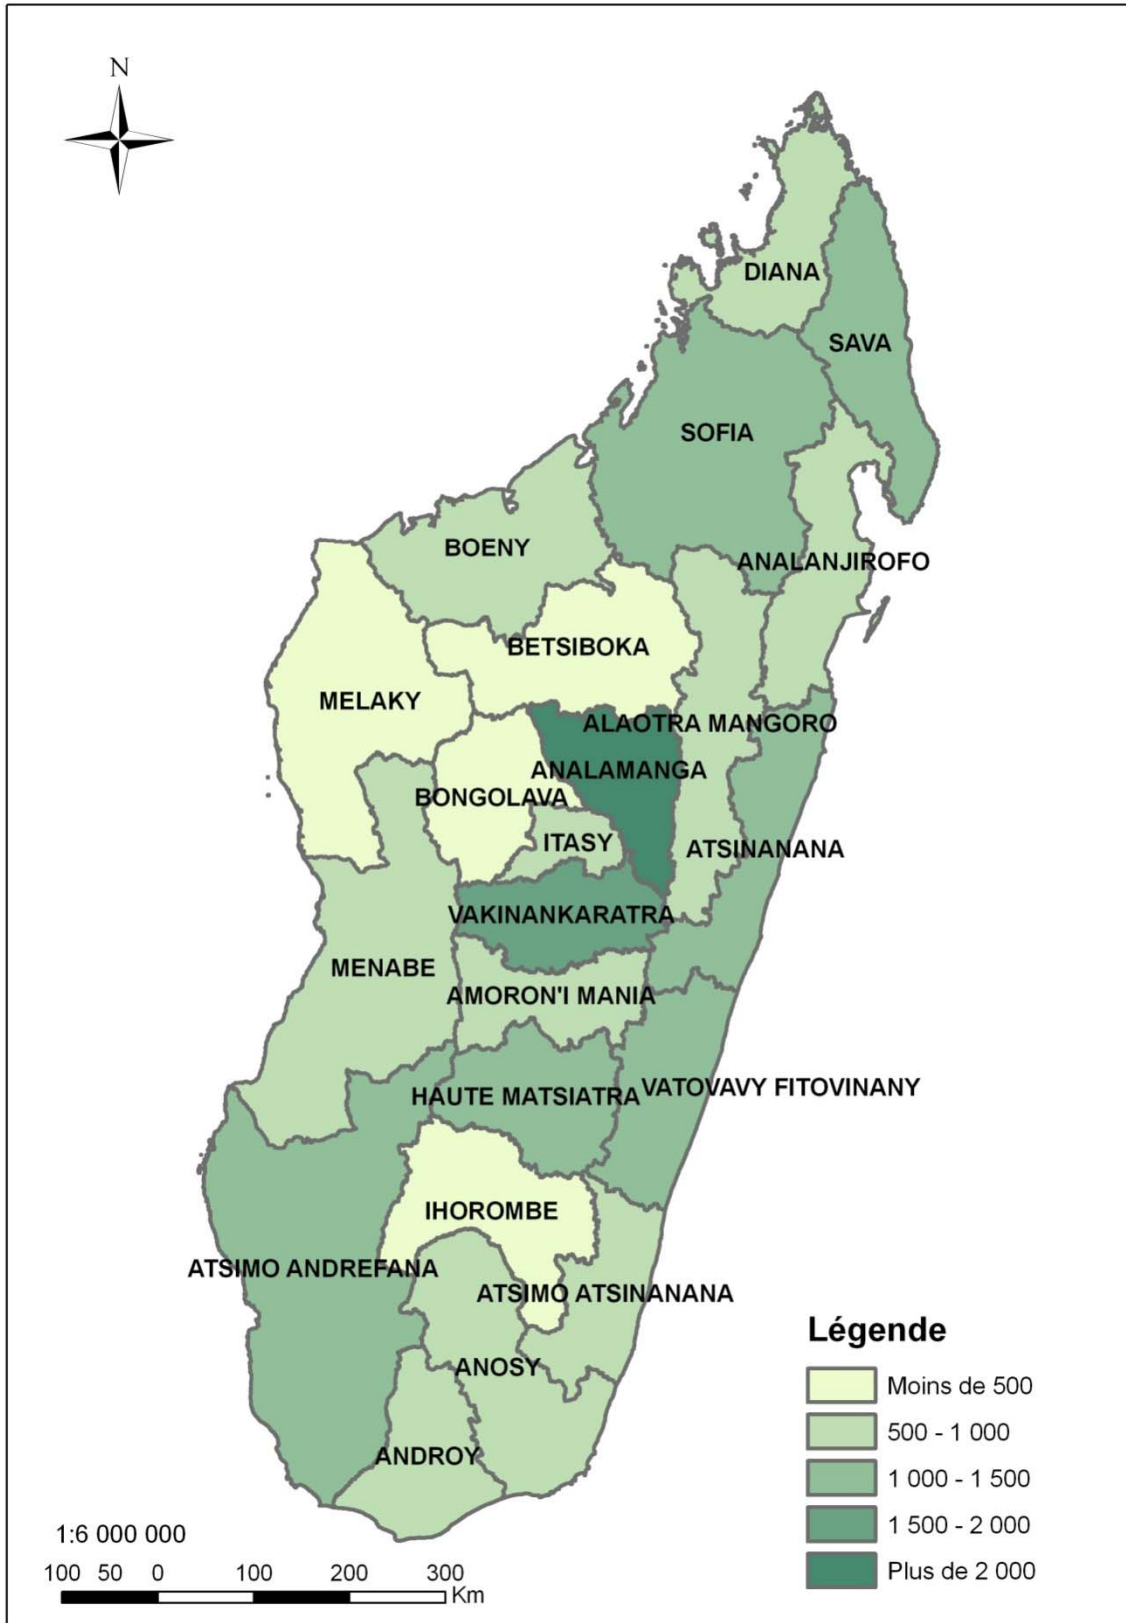 N
DIANA
SAVA
SOFIA
BOENY
ANALANJIROFO
BETSIBOKA
MELAKY
ALAOTRA MANGORO
ANALAMANGA
BONGOLAVA
ITASY
ATSINANANA
VAKINANKARATRA
MENABE
AMORON'I MANIA
HAUTE MATSIATRA
VATOVAVY FITOVINANY
IHOROMBE
ATSIMO ANDREFANA
ATSIMO ATSINANANA
ANOSY
ANDROY
Légende
Moins de 500
500 - 1 000
1 000 - 1 500
1 500 - 2 000
Plus de 2 000
1:6 000 000
100 50 0 100 200 300
Km